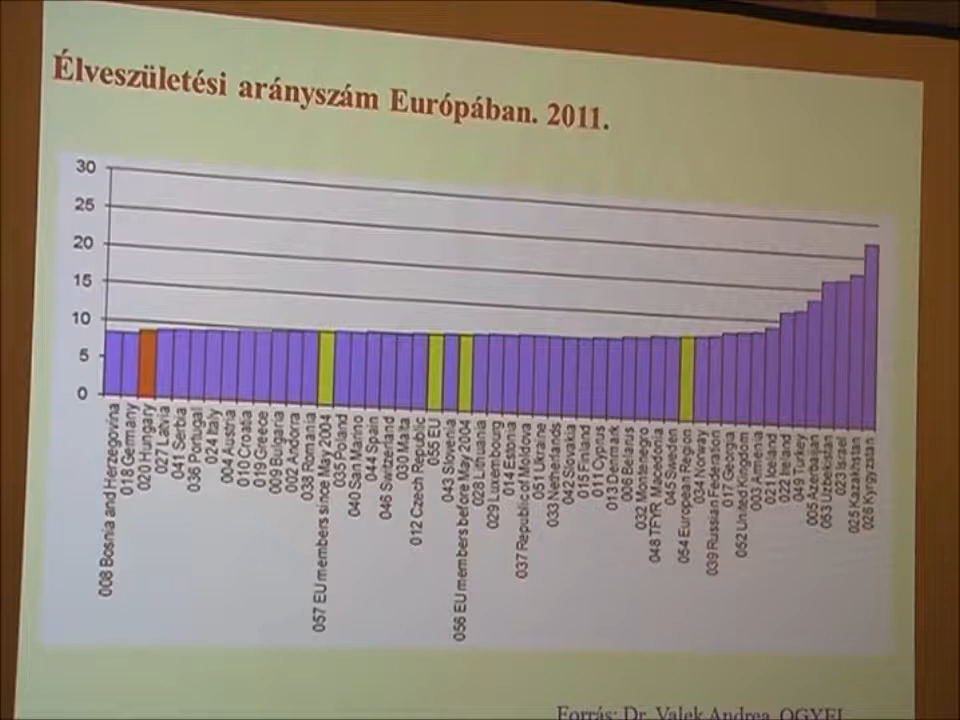 Élveszületési arányszám Európában. 2011.
30
25
20
15
10
5
0
008 Bosnia and Herzegovina
018 Germany
020 Hungary
027 Latvia
041 Serbia
036 Portugal
024 Italy
004 Austria
010 Croatia
019 Greece
009 Bulgaria
002 Andorra
038 Romania
057 EU members since May 2004
035 Poland
040 San Marino
044 Spain
046 Switzerland
030 Malta
012 Czech Republic
055 EU
043 Slovenia
056 EU members before May 2004
028 Lithuania
029 Luxembourg
014 Estonia
037 Republic of Moldova
051 Ukraine
033 Netherlands
042 Slovakia
015 Finland
011 Cyprus
013 Denmark
006 Belarus
032 Montenegro
048 TFYR Macedonia
045 Sweden
054 European Region
034 Norway
039 Russian Federation
017 Georgia
052 United Kingdom
003 Armenia
021 Iceland
022 Ireland
049 Turkey
005 Azerbaijan
053 Uzbekistan
023 Israel
025 Kazakhstan
026 Kyrgyzstan
Forrás: Dr. Valek Andrea, OGYEI